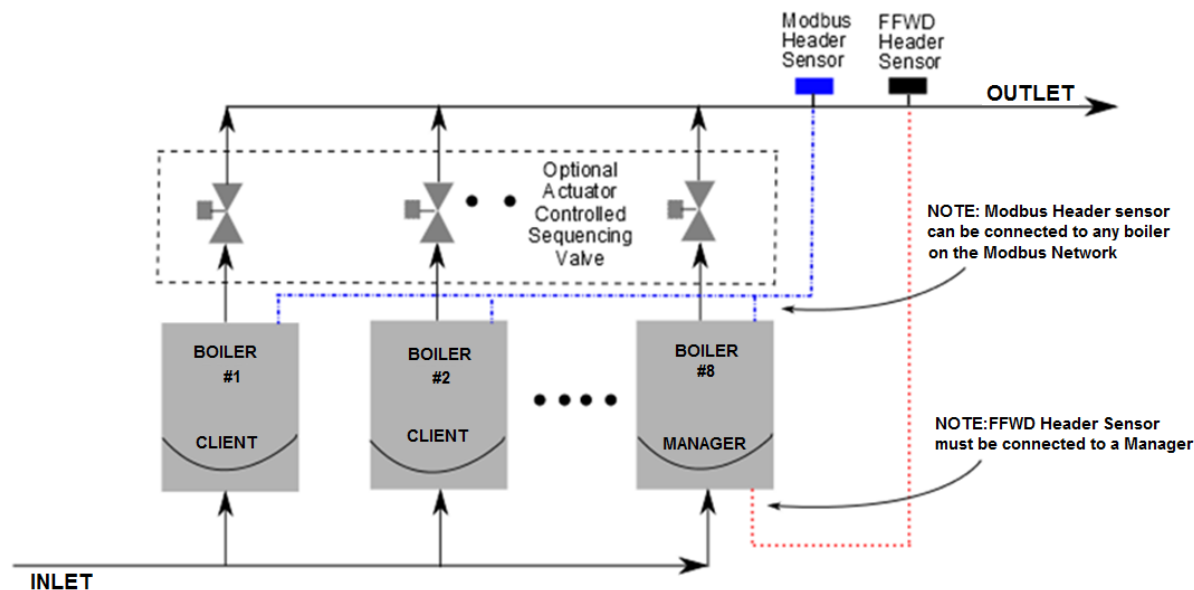 Modbus
Header
Sensor
FFWD
Header
Sensor
OUTLET
Optional
Actuator
Controlled
Sequencing
Valve
NOTE: Modbus Header sensor
can be connected to any boiler
on the Modbus Network
BOILER
#1
CLIENT
BOILER
#2
CLIENT
BOILER
#8
MANAGER
NOTE:FFWD Header Sensor
must be connected to a Manager
INLET